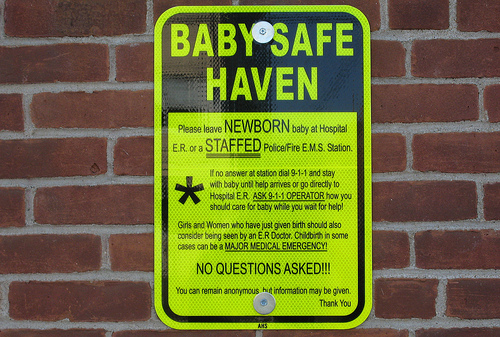 BABY SAFE
HAVEN
Please leave NEWBORN baby at Hospital
E.R. or a STAFFED Police/Fire E.M.S. Station.
If no answer at station dial 9-1-1 and stay
with baby until help arrives or go directly to
* Hospital E.R. ASK 9-1-1 OPERATOR how you
should care for baby while you wait for help!
Girls and Women who have just given birth should also
consider being seen by an E.R Doctor. Childbirth in some
cases can be a MAJOR MEDICAL EMERGENCY!
NO QUESTIONS ASKED!!!
You can remain anonymous, but information may be given.
Thank You
AHS